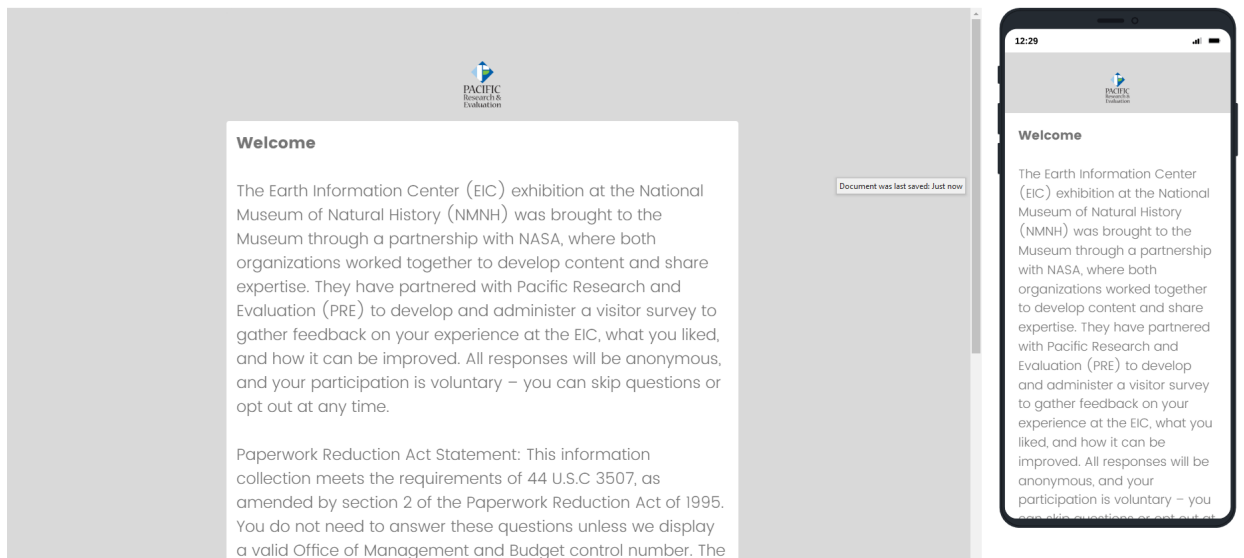 PACIFIC
Research &
Evaluation
Welcome
The Earth Information Center (EIC) exhibition at the National
Museum of Natural History (NMNH) was brought to the
Museum through a partnership with NASA, where both
organizations worked together to develop content and share
expertise. They have partnered with Pacific Research and
Evaluation (PRE) to develop and administer a visitor survey to
gather feedback on your experience at the EIC, what you liked,
and how it can be improved. All responses will be anonymous,
and your participation is voluntary – you can skip questions or
opt out at any time.
Paperwork Reduction Act Statement: This information
collection meets the requirements of 44 U.S.C 3507, as
amended by section 2 of the Paperwork Reduction Act of 1995.
You do not need to answer these questions unless we display
a valid Office of Management and Budget control number. The
Document was last saved: Just now
12:29
PACIFIC
Research &
Evaluation
Welcome
The Earth Information Center
(EIC) exhibition at the National
Museum of Natural History
(NMNH) was brought to the
Museum through a partnership
with NASA, where both
organizations worked together
to develop content and share
expertise. They have partnered
with Pacific Research and
Evaluation (PRE) to develop
and administer a visitor survey
to gather feedback on your
experience at the EIC, what you
liked, and how it can be
improved. All responses will be
anonymous, and your
participation is voluntary – you
can skip questions or opt out at